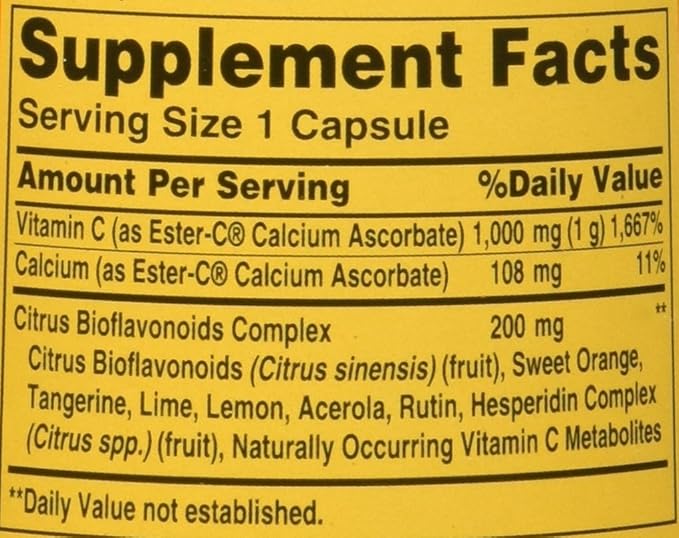 Supplement Facts
Serving Size 1 Capsule
Amount Per Serving %Daily Value
Vitamin C (as Ester-C® Calcium Ascorbate) 1,000 mg (1 g) 1,667%
Calcium (as Ester-C® Calcium Ascorbate) 108 mg 11%
Citrus Bioflavonoids Complex 200 mg **
Citrus Bioflavonoids (Citrus sinensis) (fruit), Sweet Orange,
Tangerine, Lime, Lemon, Acerola, Rutin, Hesperidin Complex
(Citrus spp.) (fruit), Naturally Occurring Vitamin C Metabolites
**Daily Value not established.